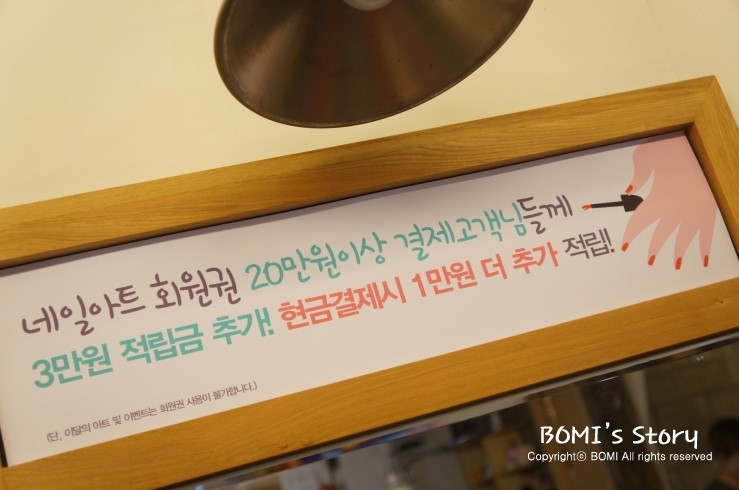 네일아트 회원권 20만원이상 결제고객님들께
3만원 적립금 추가! 현금결제시 1만원 더 추가 적립!
(단, 이달의 아트 및 이벤트는 회원권 사용이 불가합니다.)
BOMI's Story
Copyrightⓒ BOMI All rights reserved